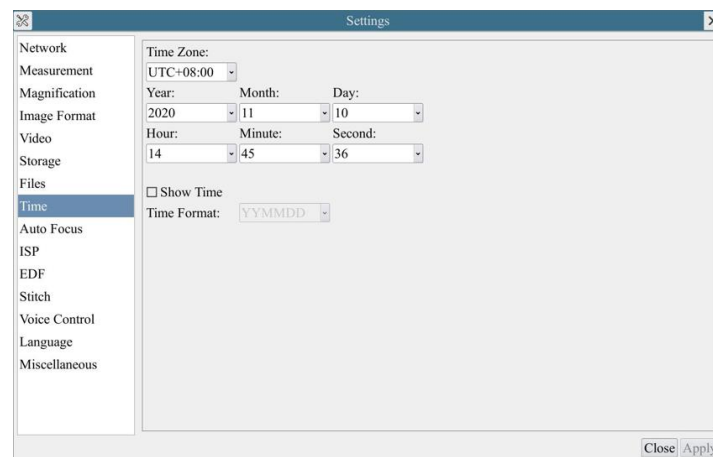 Settings
Network
Measurement
Magnification
Image Format
Video
Storage
Files
Time
Auto Focus
ISP
EDF
Stitch
Voice Control
Language
Miscellaneous
Time Zone:
UTC+08:00
Year: Month: Day:
2020 11 10
Hour: Minute: Second:
14 45 36
Show Time
Time Format: YYMMDD
Close Apply